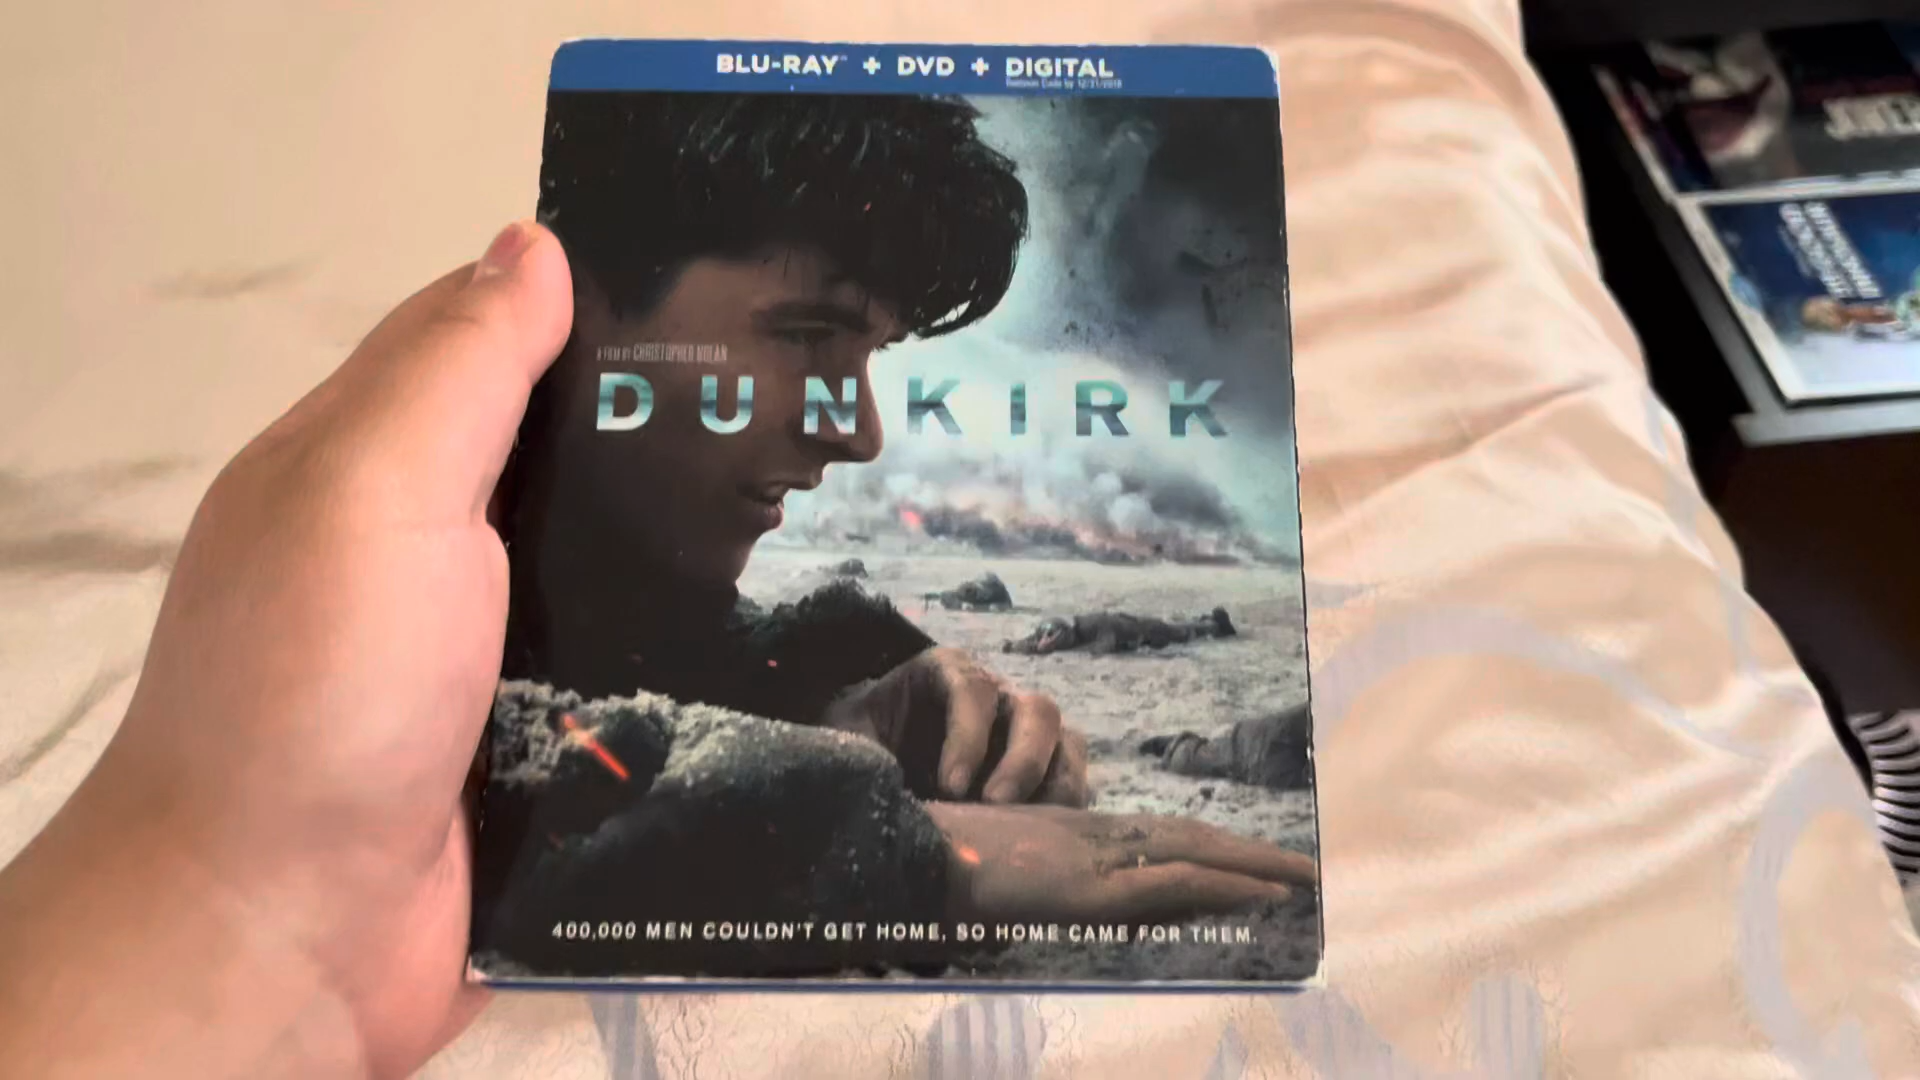 BLU-RAY™ + DVD + DIGITAL
A FILM BY CHRISTOPHER NOLAN
DUNKIRK
400,000 MEN COULDN'T GET HOME, SO HOME CAME FOR THEM.